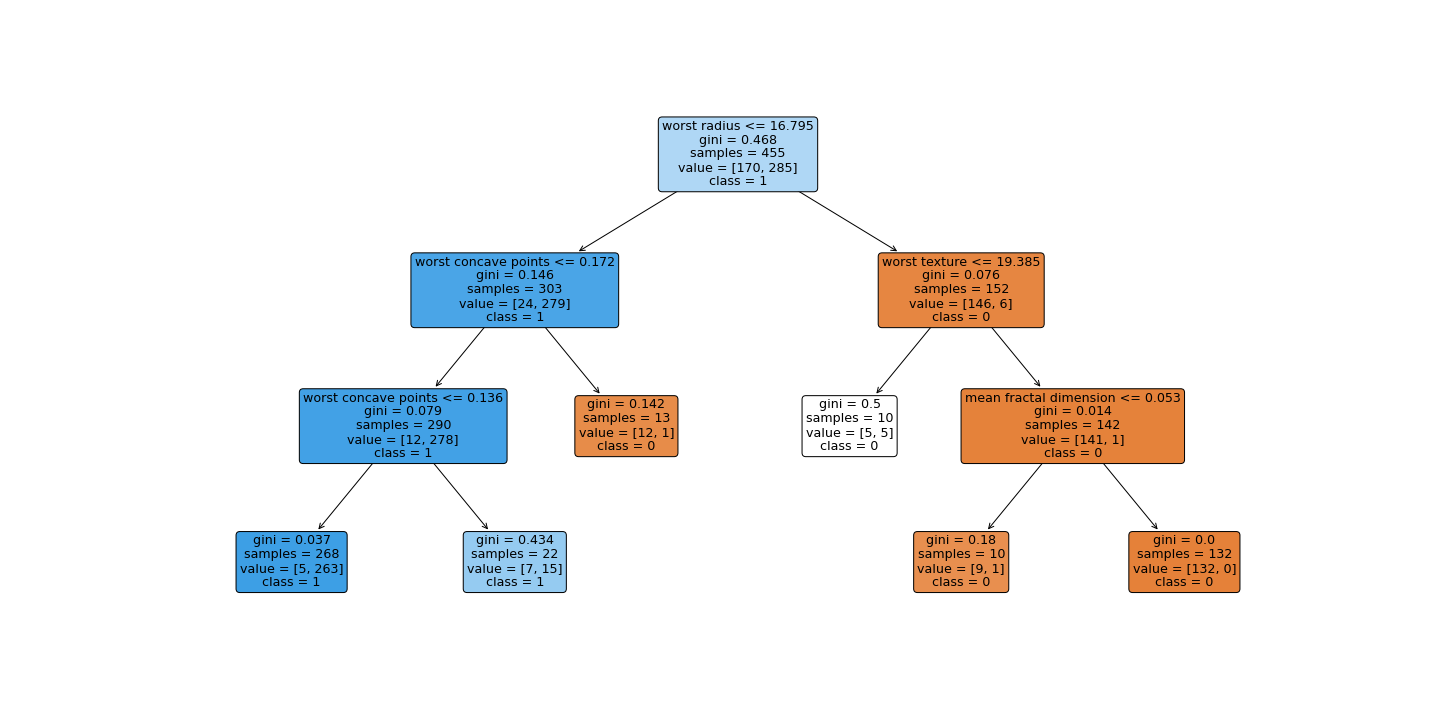 worst radius <= 16.795
gini = 0.468
samples = 455
value = [170, 285]
class = 1
worst concave points <= 0.172
gini = 0.146
samples = 303
value = [24, 279]
class = 1
worst texture <= 19.385
gini = 0.076
samples = 152
value = [146, 6]
class = 0
worst concave points <= 0.136
gini = 0.079
samples = 290
value = [12, 278]
class = 1
gini = 0.142
samples = 13
value = [12, 1]
class = 0
gini = 0.5
samples = 10
value = [5, 5]
class = 0
mean fractal dimension <= 0.053
gini = 0.014
samples = 142
value = [141, 1]
class = 0
gini = 0.037
samples = 268
value = [5, 263]
class = 1
gini = 0.434
samples = 22
value = [7, 15]
class = 1
gini = 0.18
samples = 10
value = [9, 1]
class = 0
gini = 0.0
samples = 132
value = [132, 0]
class = 0